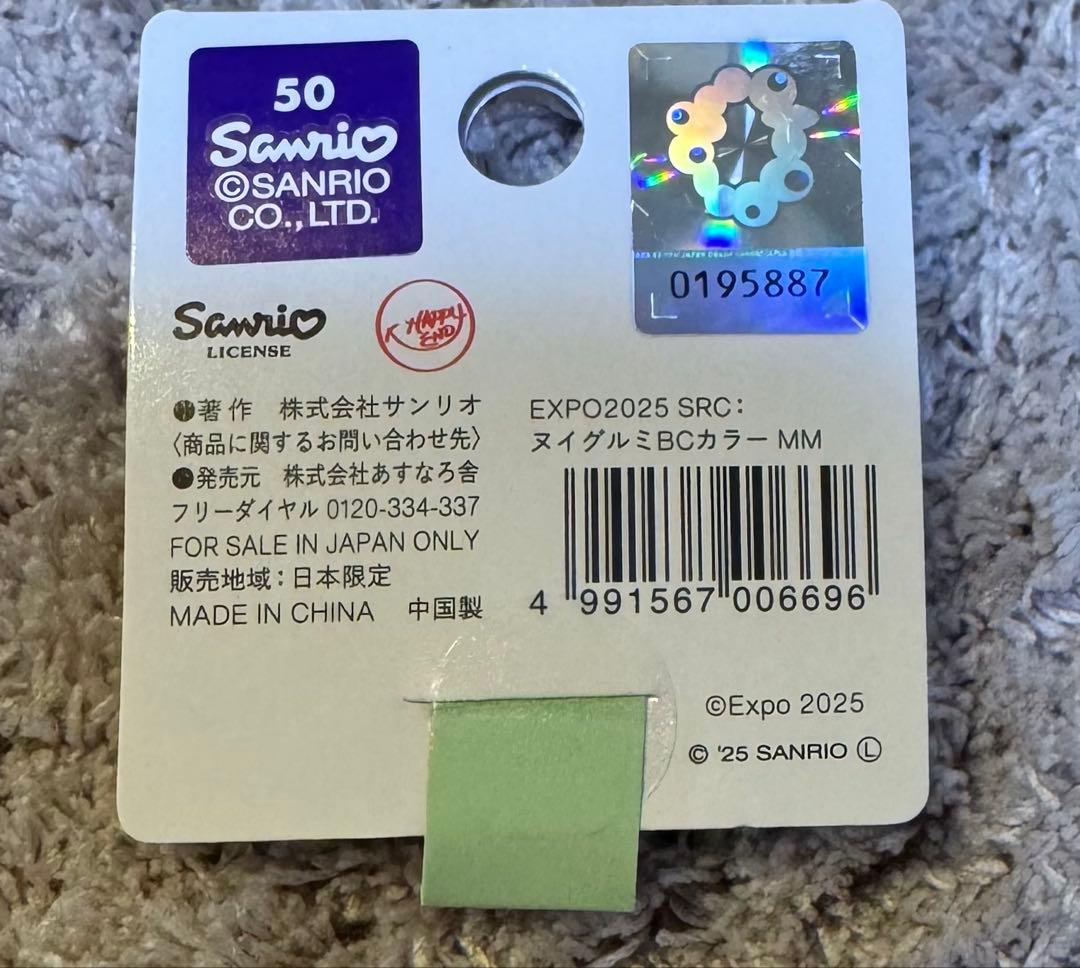 50
Sanrio
©SANRIO
CO., LTD.
0195887
Sanrio
LICENSE
HAPPY
END
●著作 株式会社サンリオ
〈商品に関するお問い合わせ先〉
●発売元 株式会社あすなろ舎
フリーダイヤル 0120-334-337
FOR SALE IN JAPAN ONLY
販売地域：日本限定
MADE IN CHINA 中国製
EXPO2025 SRC：
ヌイグルミBCカラー MM
4 991567 006696
©Expo 2025
© '25 SANRIO Ⓛ